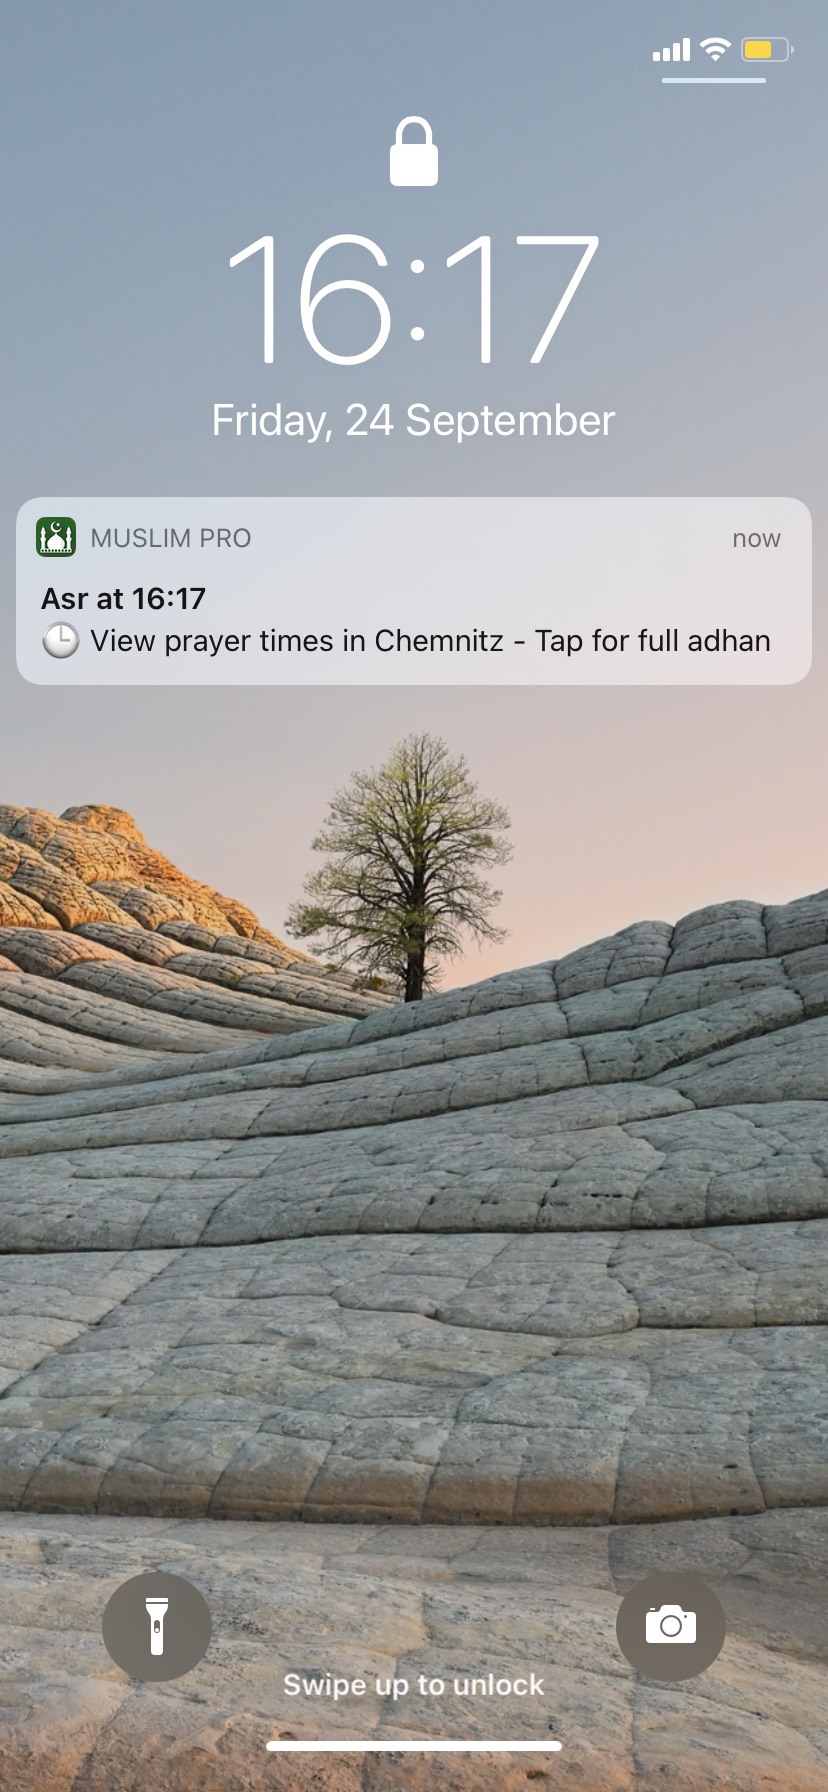 16:17
Friday, 24 September
MUSLIM PRO
now
Asr at 16:17
View prayer times in Chemnitz - Tap for full adhan
Swipe up to unlock